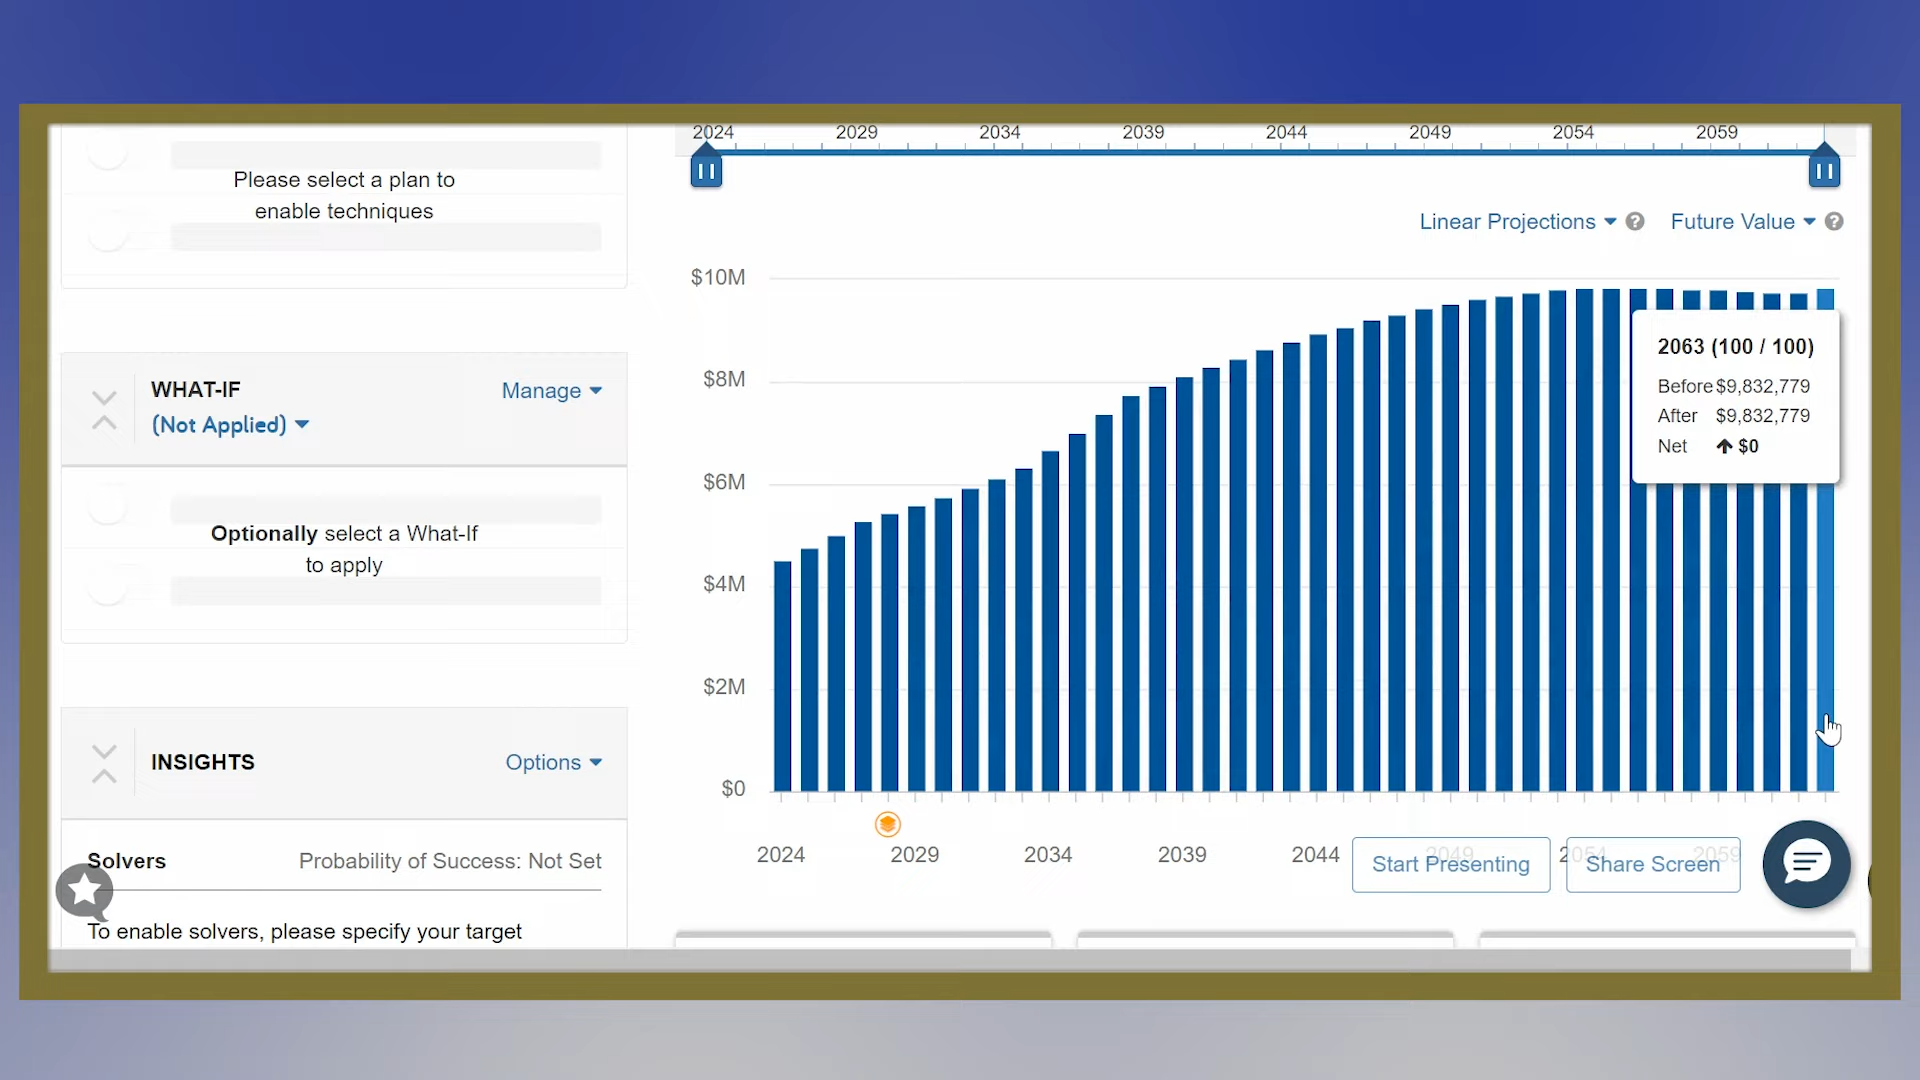 2024 2029 2034 2039 2044 2049 2054 2059
Please select a plan to
enable techniques
Linear Projections ? Future Value ?
$10M
$8M
$6M
$4M
$2M
$0
2063 (100 / 100)
Before $9,832,779
After $9,832,779
Net $0
WHAT-IF Manage
(Not Applied)
Optionally select a What-If
to apply
INSIGHTS Options
Solvers Probability of Success: Not Set
To enable solvers, please specify your target
2024 2029 2034 2039 2044 2049 2054 2059
Start Presenting Share Screen